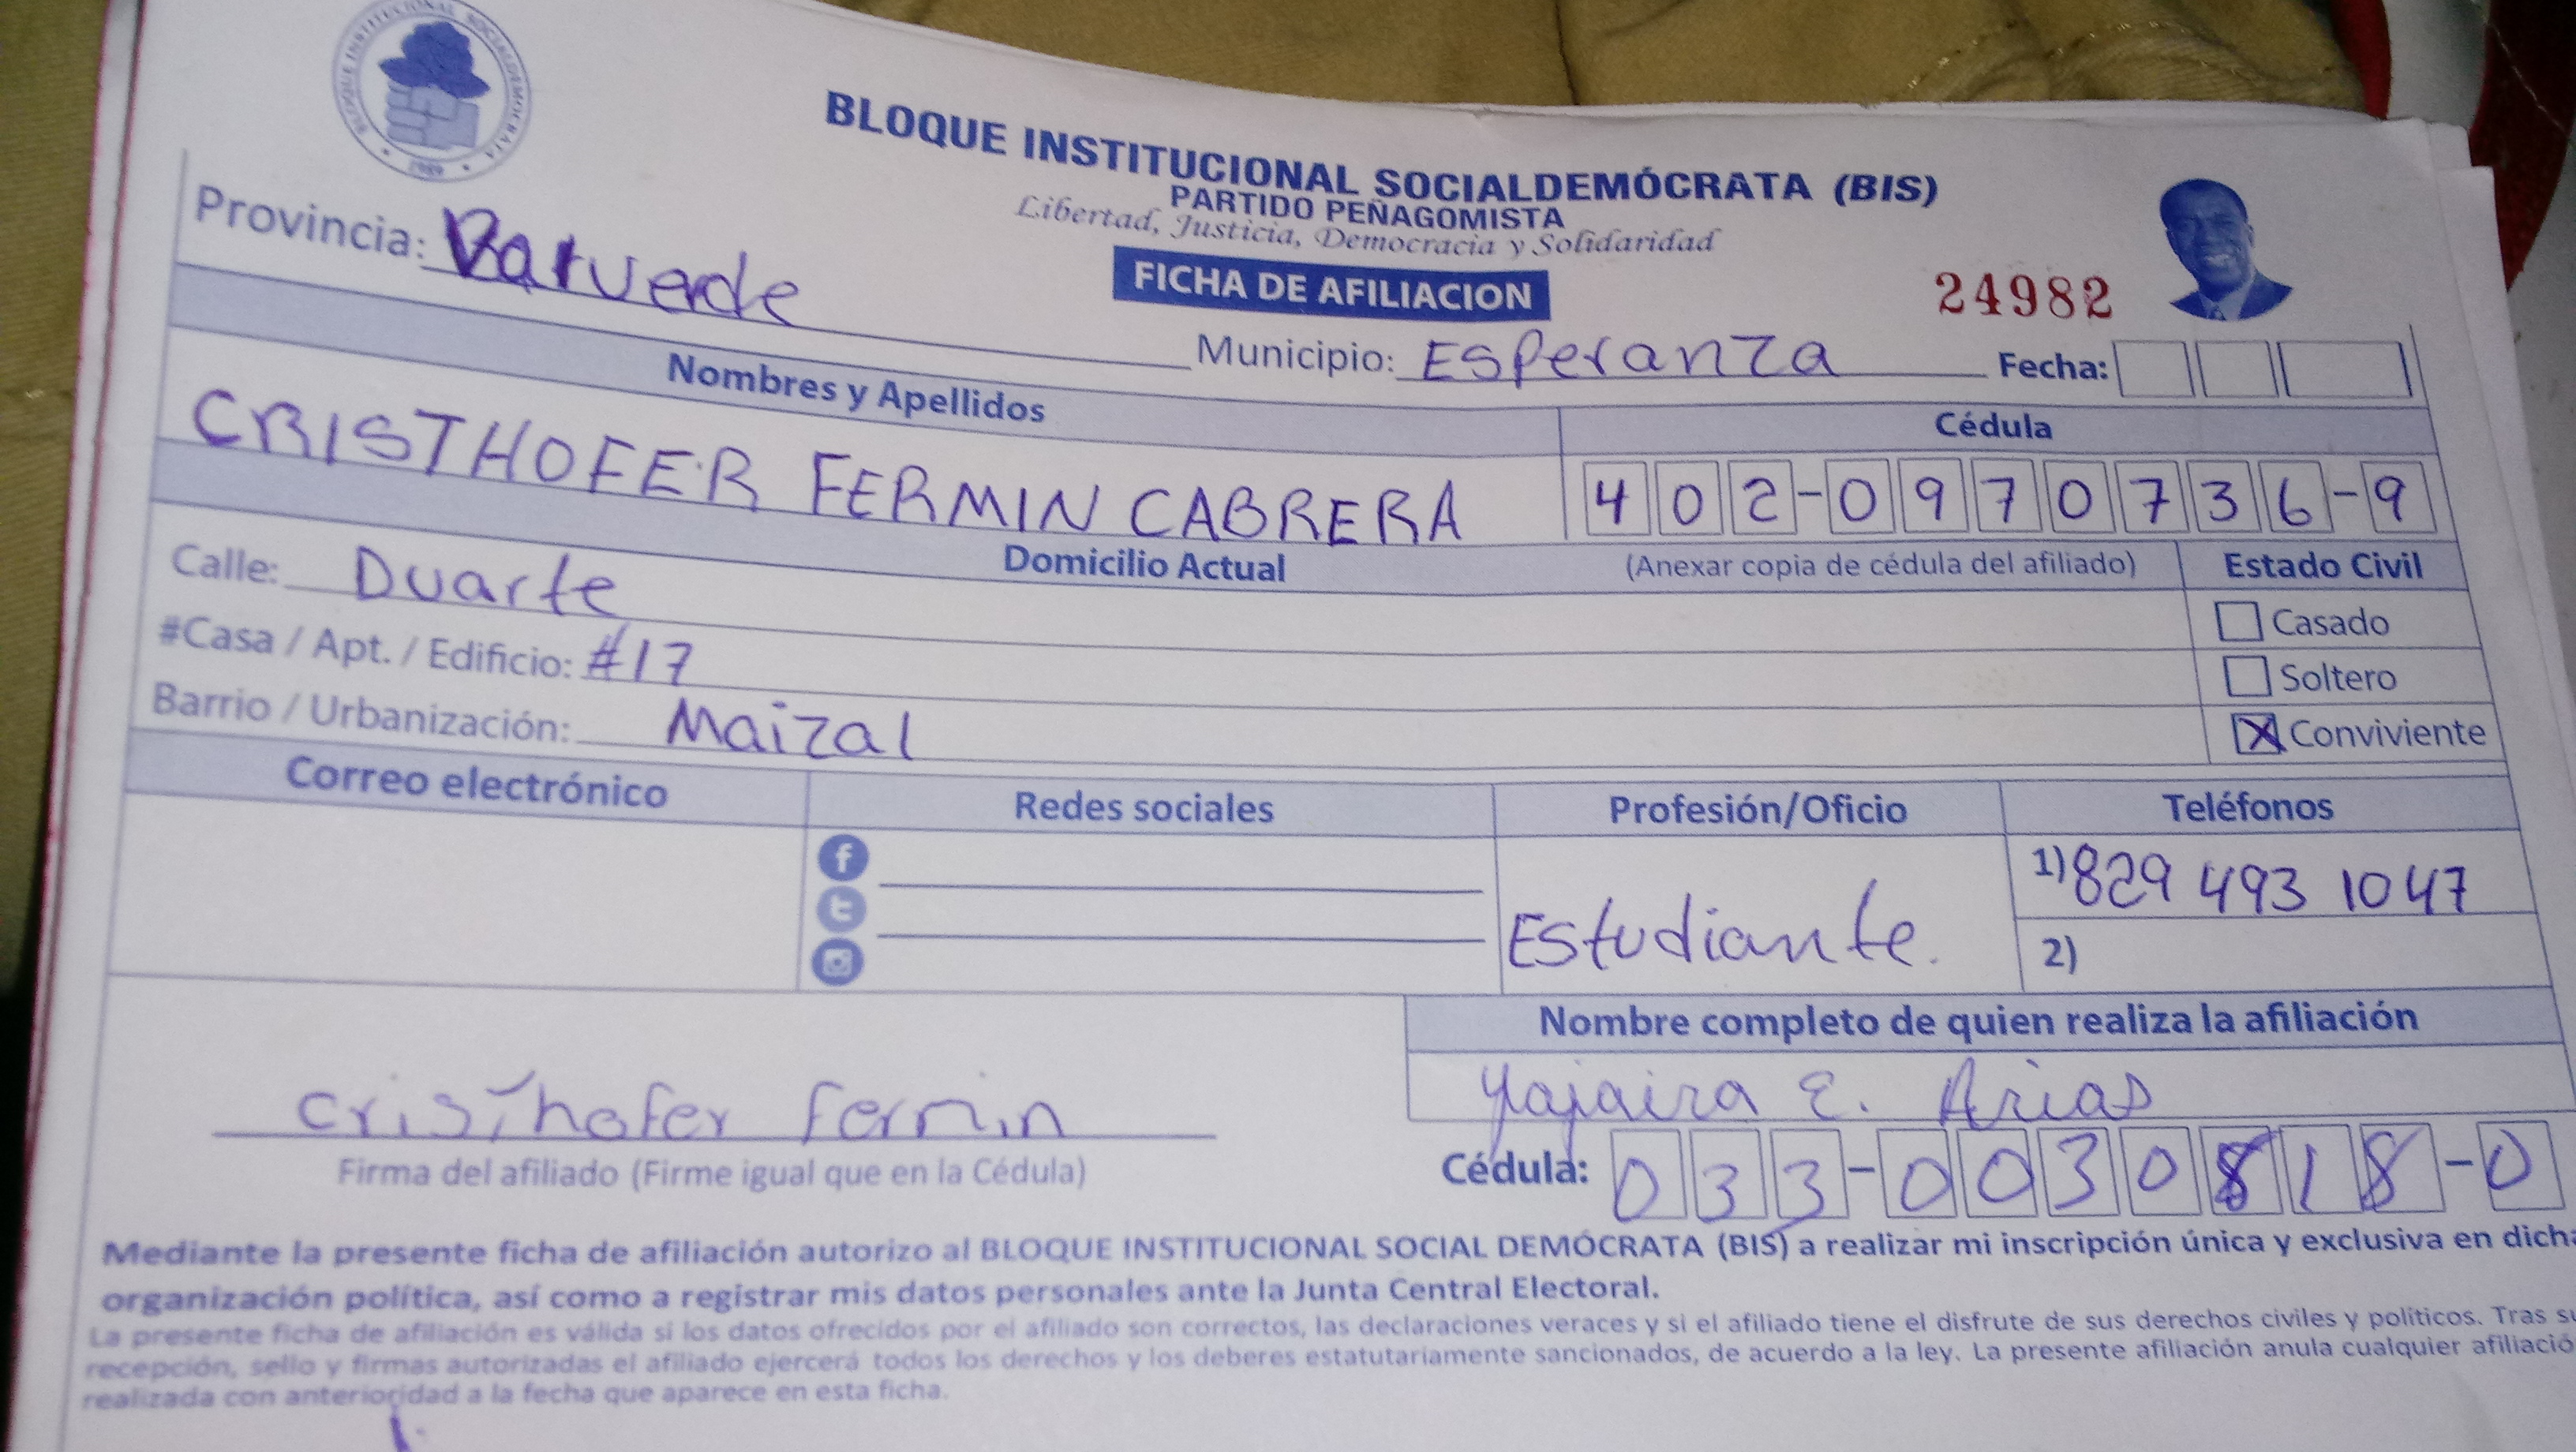 BLOQUE INSTITUCIONAL SOCIALDEMOCRATA
1989
BLOQUE INSTITUCIONAL SOCIALDEMÓCRATA (BIS)
PARTIDO PEÑAGOMISTA
Libertad, Justicia, Democracia y Solidaridad
FICHA DE AFILIACION
24982
Provincia: Varverde
Municipio: Esperanza Fecha:
Nombres y Apellidos Cédula
CRISTHOFER FERMIN CABRERA 402-0970736-9
Domicilio Actual (Anexar copia de cédula del afiliado) Estado Civil
Calle: Duarte
Casado
#Casa / Apt. / Edificio: #17
Soltero
Barrio / Urbanización: Maizal
X Conviviente
Correo electrónico Redes sociales Profesión/Oficio Teléfonos
1) 829 493 1047
Estudiante.
2)
Nombre completo de quien realiza la afiliación
Yajaira E. Arias
Cristhofer fermin
Firma del afiliado (Firme igual que en la Cédula)
Cédula: 033-0030818-0
Mediante la presente ficha de afiliación autorizo al BLOQUE INSTITUCIONAL SOCIAL DEMÓCRATA (BIS) a realizar mi inscripción única y exclusiva en dicha
organización política, así como a registrar mis datos personales ante la Junta Central Electoral.
La presente ficha de afiliación es válida si los datos ofrecidos por el afiliado son correctos, las declaraciones veraces y si el afiliado tiene el disfrute de sus derechos civiles y políticos. Tras su
recepción, sello y firmas autorizadas el afiliado ejercerá todos los derechos y los deberes estatutariamente sancionados, de acuerdo a la ley. La presente afiliación anula cualquier afiliació
realizada con anterioridad a la fecha que aparece en esta ficha.